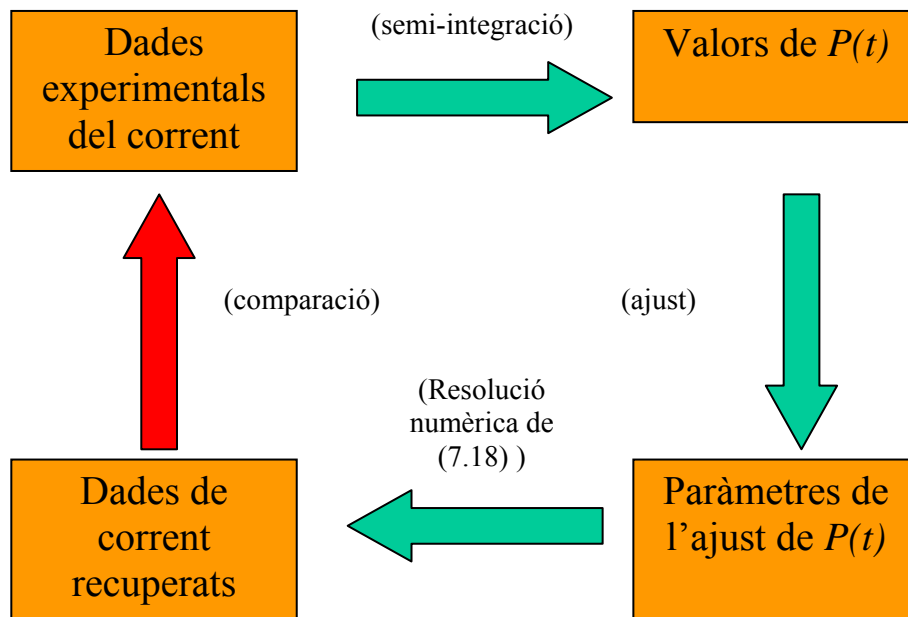 Dades
experimentals
del corrent
(semi-integració)
Valors de P(t)
(comparació)
(ajust)
(Resolució
numèrica de
(7.18) )
Dades de
corrent
recuperats
Paràmetres de
l’ajust de P(t)